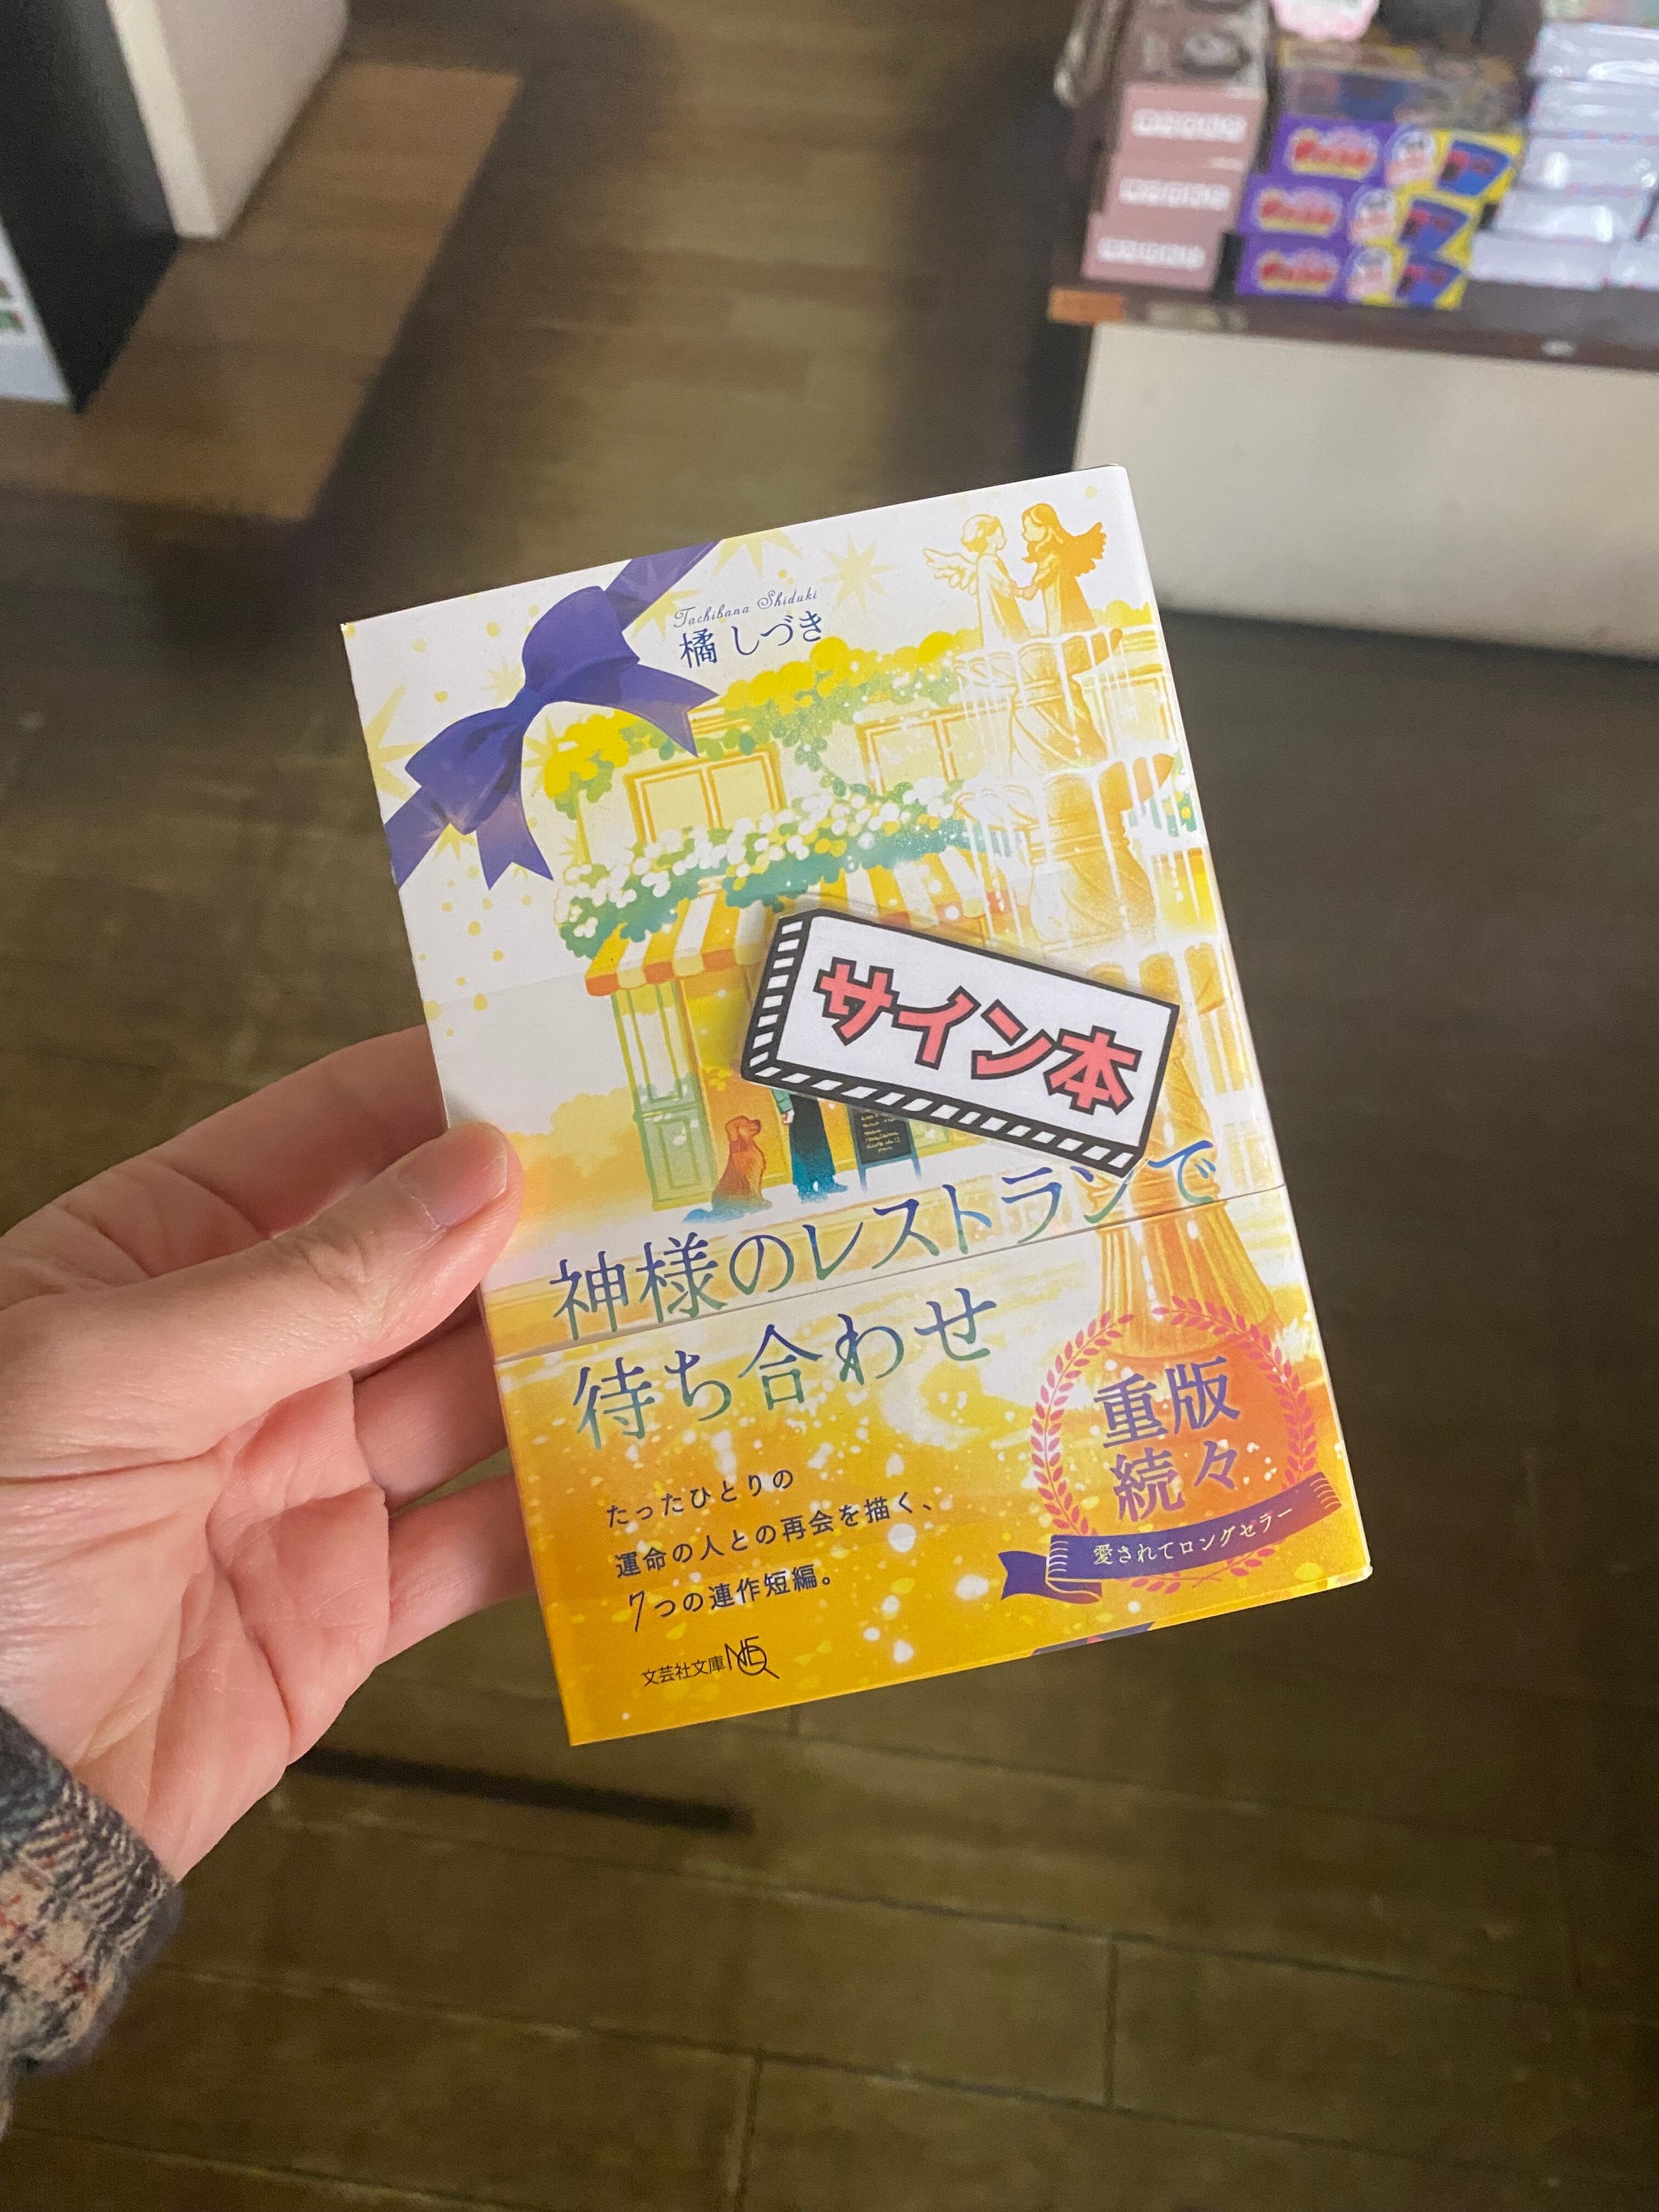 Tachibana Shiduki
橘 しづき
サイン本
神様のレストランで
待ち合わせ
重版
続々
愛されてロングセラー
たったひとりの
運命の人との再会を描く、
7つの連作短編。
文芸社文庫NEO